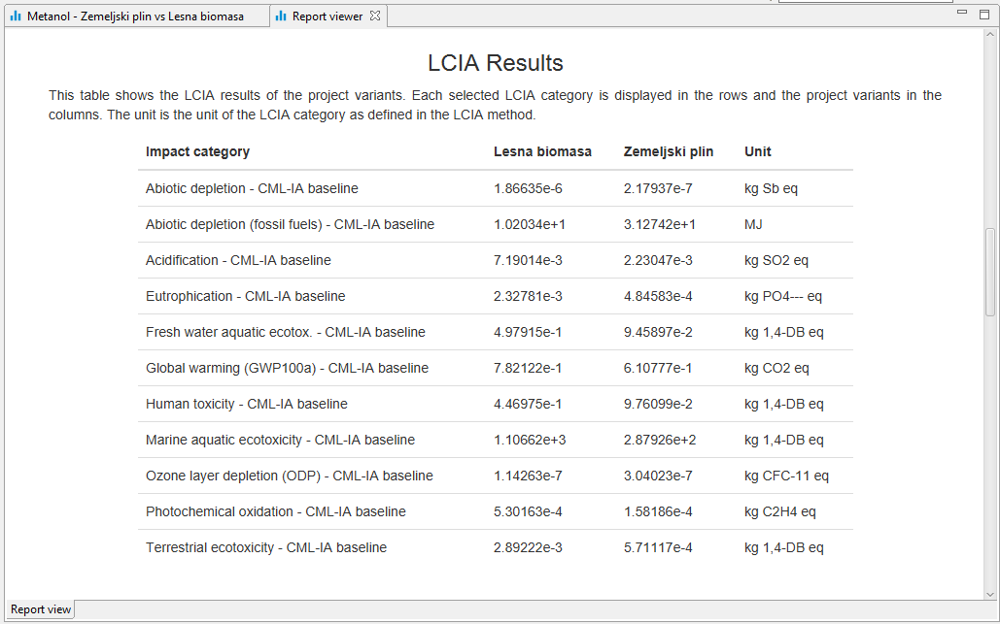 Metanol - Zemeljski plin vs Lesna biomasa
Report viewer
LCIA Results
This table shows the LCIA results of the project variants. Each selected LCIA category is displayed in the rows and the project variants in the
columns. The unit is the unit of the LCIA category as defined in the LCIA method.
Impact category Lesna biomasa Zemeljski plin Unit
Abiotic depletion - CML-IA baseline 1.86635e-6 2.17937e-7 kg Sb eq
Abiotic depletion (fossil fuels) - CML-IA baseline 1.02034e+1 3.12742e+1 MJ
Acidification - CML-IA baseline 7.19014e-3 2.23047e-3 kg SO2 eq
Eutrophication - CML-IA baseline 2.32781e-3 4.84583e-4 kg PO4--- eq
Fresh water aquatic ecotox. - CML-IA baseline 4.97915e-1 9.45897e-2 kg 1,4-DB eq
Global warming (GWP100a) - CML-IA baseline 7.82122e-1 6.10777e-1 kg CO2 eq
Human toxicity - CML-IA baseline 4.46975e-1 9.76099e-2 kg 1,4-DB eq
Marine aquatic ecotoxicity - CML-IA baseline 1.10662e+3 2.87926e+2 kg 1,4-DB eq
Ozone layer depletion (ODP) - CML-IA baseline 1.14263e-7 3.04023e-7 kg CFC-11 eq
Photochemical oxidation - CML-IA baseline 5.30163e-4 1.58186e-4 kg C2H4 eq
Terrestrial ecotoxicity - CML-IA baseline 2.89222e-3 5.71117e-4 kg 1,4-DB eq
Report view